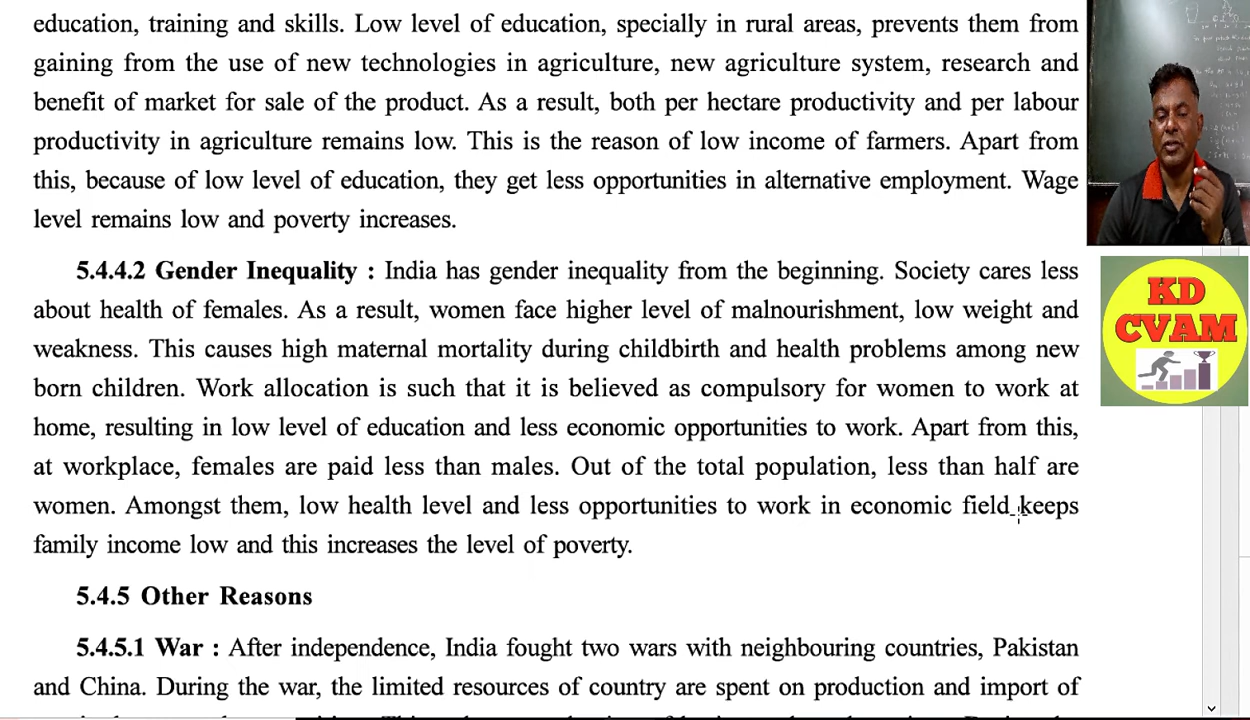 education, training and skills. Low level of education, specially in rural areas, prevents them from
gaining from the use of new technologies in agriculture, new agriculture system, research and
benefit of market for sale of the product. As a result, both per hectare productivity and per labour
productivity in agriculture remains low. This is the reason of low income of farmers. Apart from
this, because of low level of education, they get less opportunities in alternative employment. Wage
level remains low and poverty increases.
5.4.4.2 Gender Inequality : India has gender inequality from the beginning. Society cares less
about health of females. As a result, women face higher level of malnourishment, low weight and
weakness. This causes high maternal mortality during childbirth and health problems among new
born children. Work allocation is such that it is believed as compulsory for women to work at
home, resulting in low level of education and less economic opportunities to work. Apart from this,
at workplace, females are paid less than males. Out of the total population, less than half are
women. Amongst them, low health level and less opportunities to work in economic field keeps
family income low and this increases the level of poverty.
5.4.5 Other Reasons
5.4.5.1 War : After independence, India fought two wars with neighbouring countries, Pakistan
and China. During the war, the limited resources of country are spent on production and import of
KD
CVAM